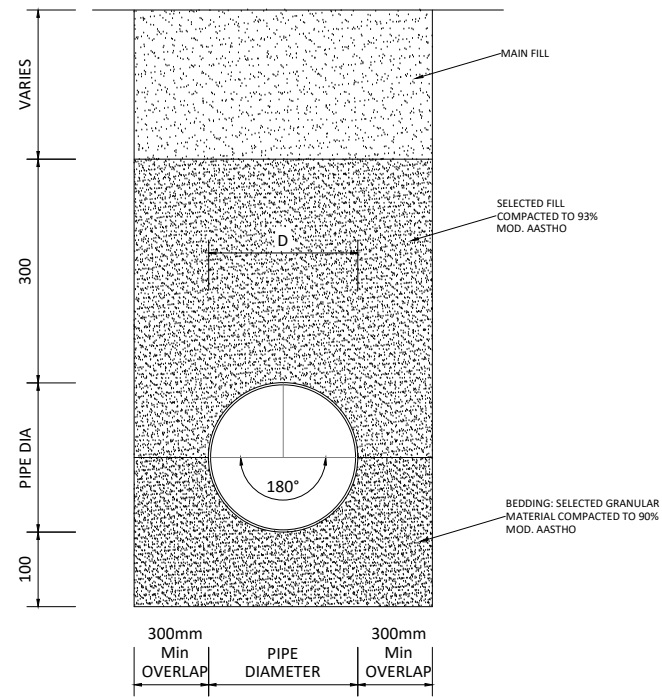 VARIES
MAIN FILL
SELECTED FILL
COMPACTED TO 93%
MOD. AASTHO
D
300
PIPE DIA
180°
BEDDING: SELECTED GRANULAR
MATERIAL COMPACTED TO 90%
MOD. AASTHO
100
300mm
Min
OVERLAP
PIPE
DIAMETER
300mm
Min
OVERLAP